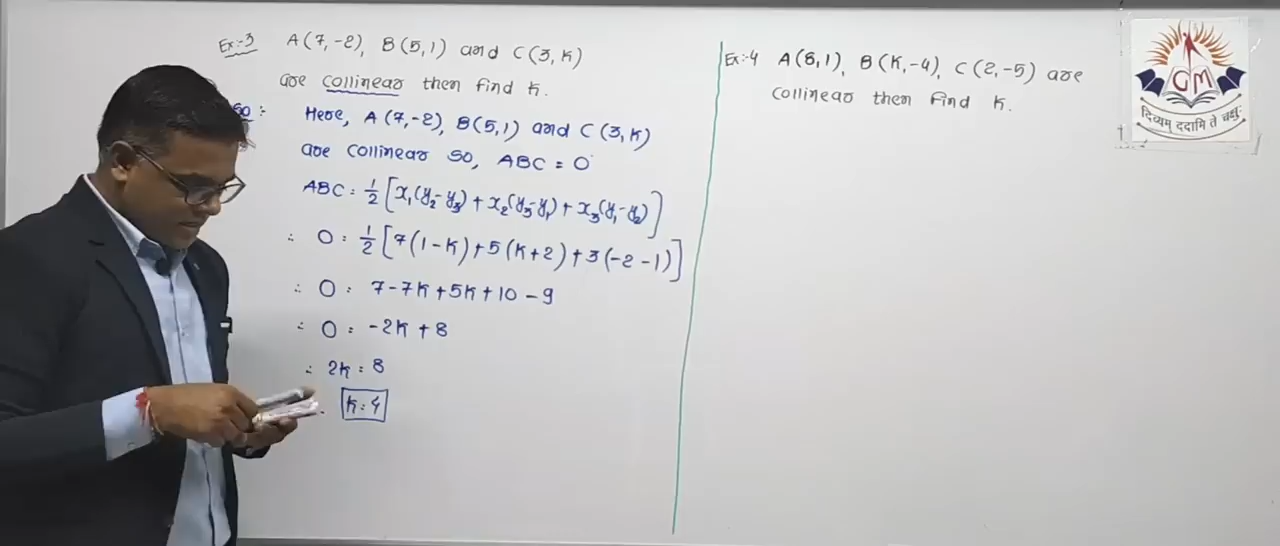 Ex:-3 A(7,-2), B(5,1) and C(3,K)
are collinear then find K.
So: Here, A(7,-2), B(5,1) and C(3,K)
are collinear so, ABC = 0
ABC = 1/2 [x₁(y₂-y₃) + x₂(y₃-y₁) + x₃(y₁-y₂)]
∴ 0 = 1/2 [7(1-K)+5(K+2)+3(-2-1)]
∴ 0 = 7-7K+5K+10-9
∴ 0 = -2K+8
∴ 2K = 8
K=4
Ex:-4 A(8,1), B(K,-4), C(2,-5) are
collinear then find K.
GM
दिव्यम् ददामि ते चक्षुः